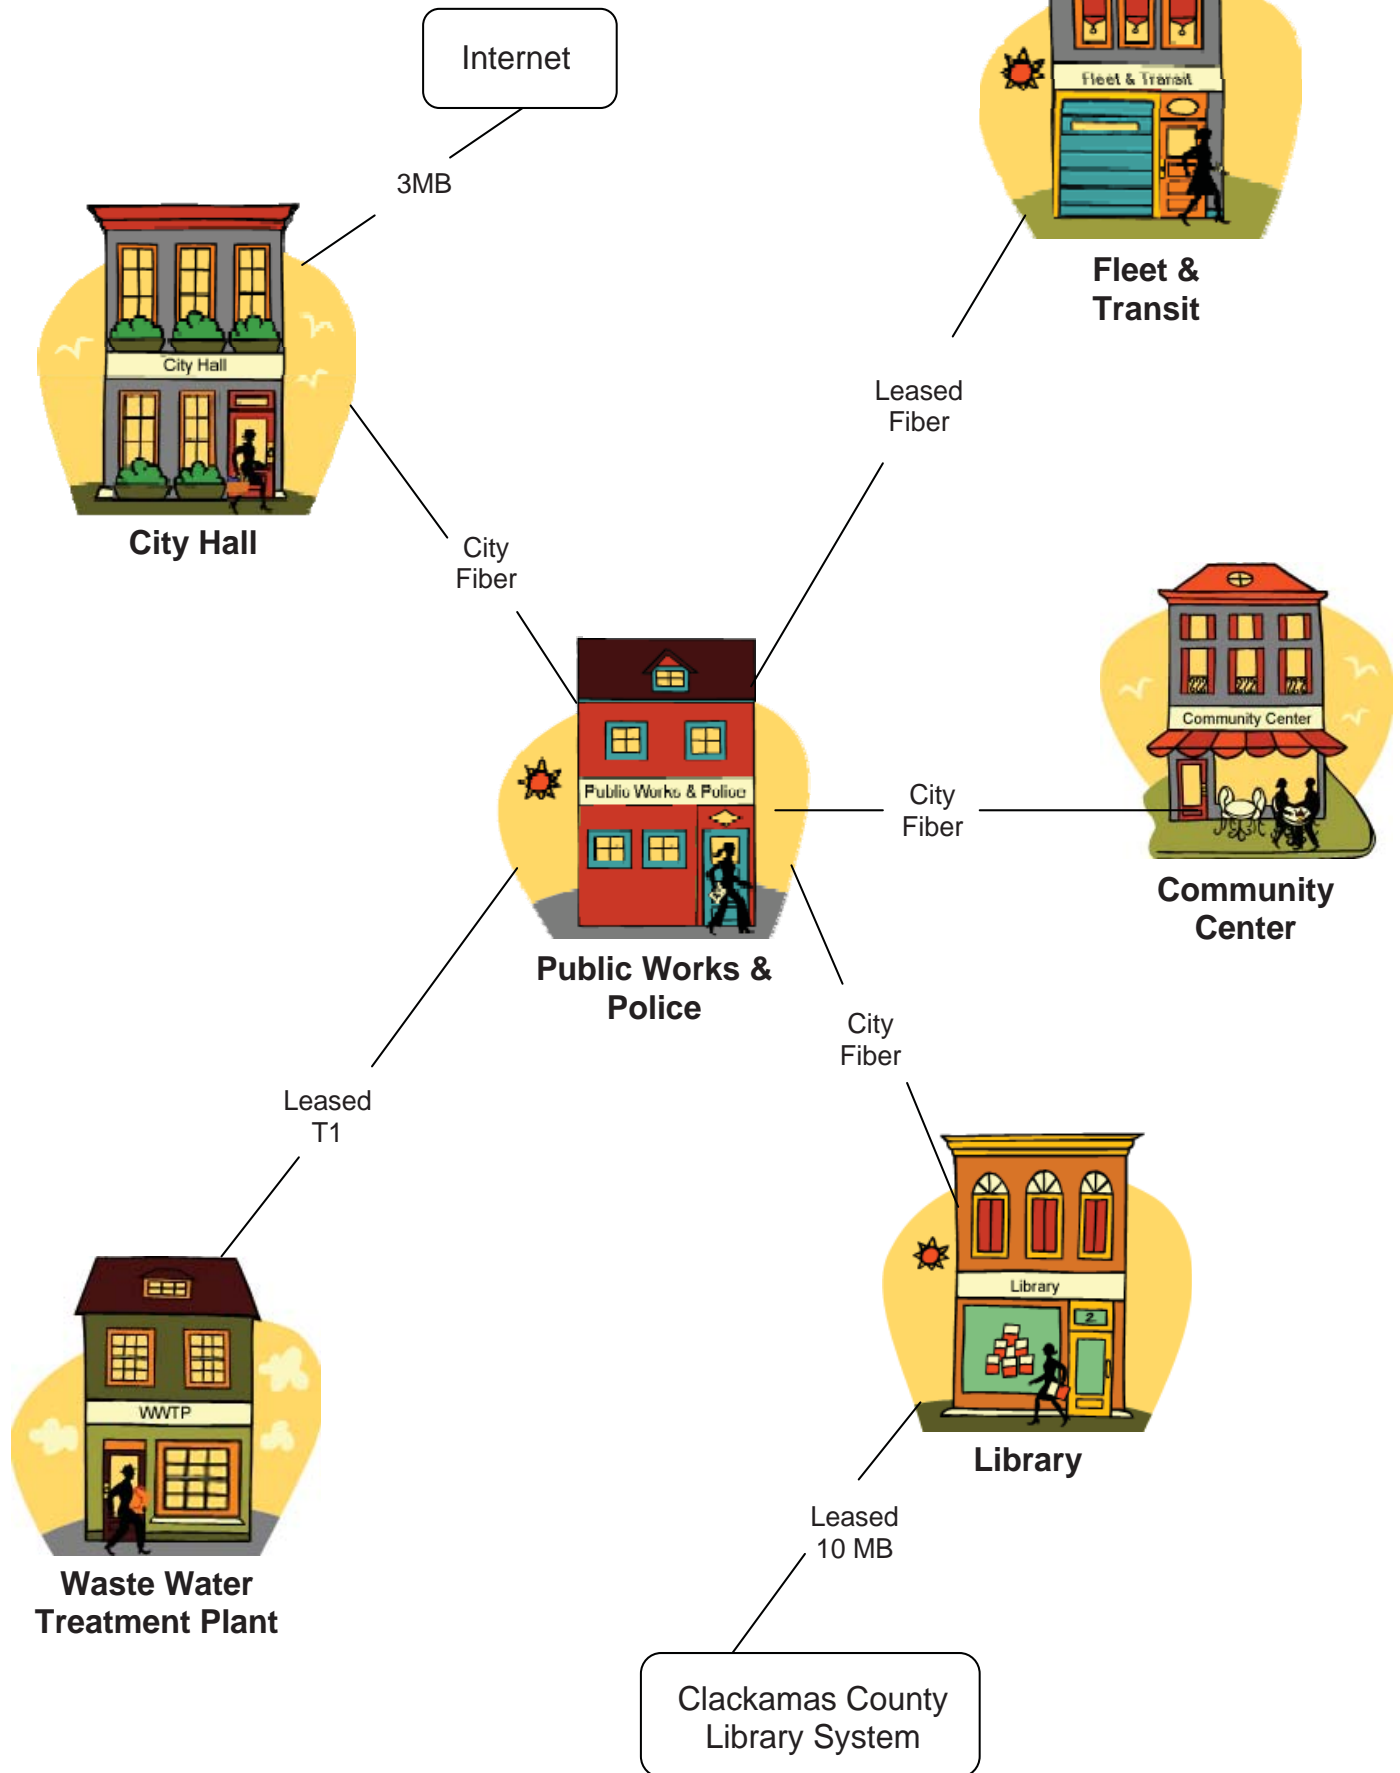 Internet
3MB
Fleet & Transit
Fleet &
Transit
City Hall
City Hall
Leased
Fiber
City
Fiber
Public Works & Police
Public Works &
Police
City
Fiber
Community Center
Community
Center
City
Fiber
Leased
T1
WWTP
Waste Water
Treatment Plant
Library
2
Library
Leased
10 MB
Clackamas County
Library System